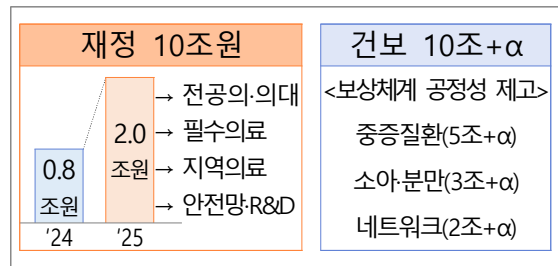 재정 10조원
→ 전공의·의대
2.0
조원
→ 필수의료
→ 지역의료
→ 안전망·R&D
0.8
조원
‘24
‘25
건보 10조+α
<보상체계 공정성 제고>
중증질환(5조+α)
소아·분만(3조+α)
네트워크(2조+α)